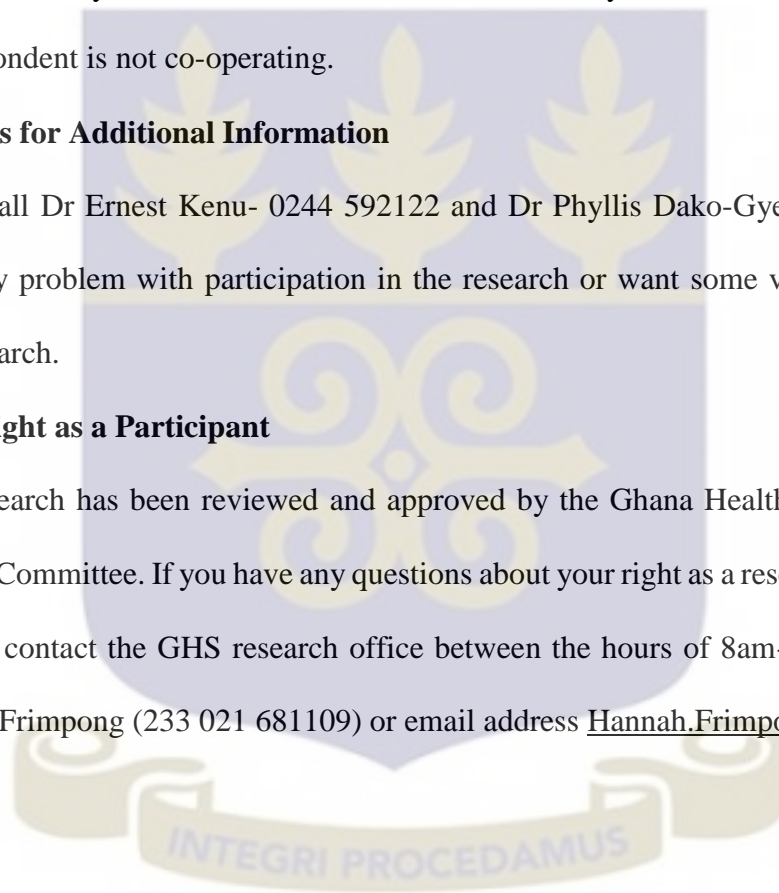 ondent is not co-operating.
s for Additional Information
all Dr Ernest Kenu- 0244 592122 and Dr Phyllis Dako-Gye
y problem with participation in the research or want some v
arch.
ight as a Participant
earch has been reviewed and approved by the Ghana Health
Committee. If you have any questions about your right as a rese
contact the GHS research office between the hours of 8am-
Frimpong (233 021 681109) or email address Hannah.Frimpo
INTEGRI PROCEDAMUS